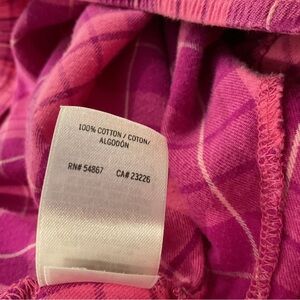 100% COTTON / COTON/
ALGODÓN
RN# 54867 CA# 23226